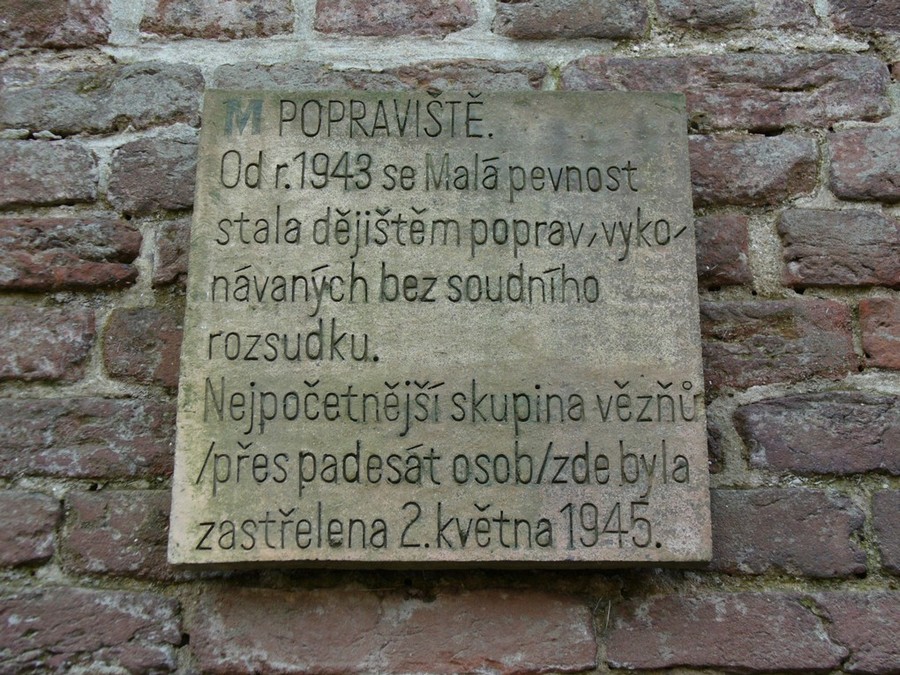 M POPRAVIŠTĚ.
Od r. 1943 se Malá pevnost
stala dějištěm poprav, vyko-
návaných bez soudního
rozsudku.
Nejpočetnější skupina vězňů
/přes padesát osob/zde byla
zastřelena 2. května 1945.